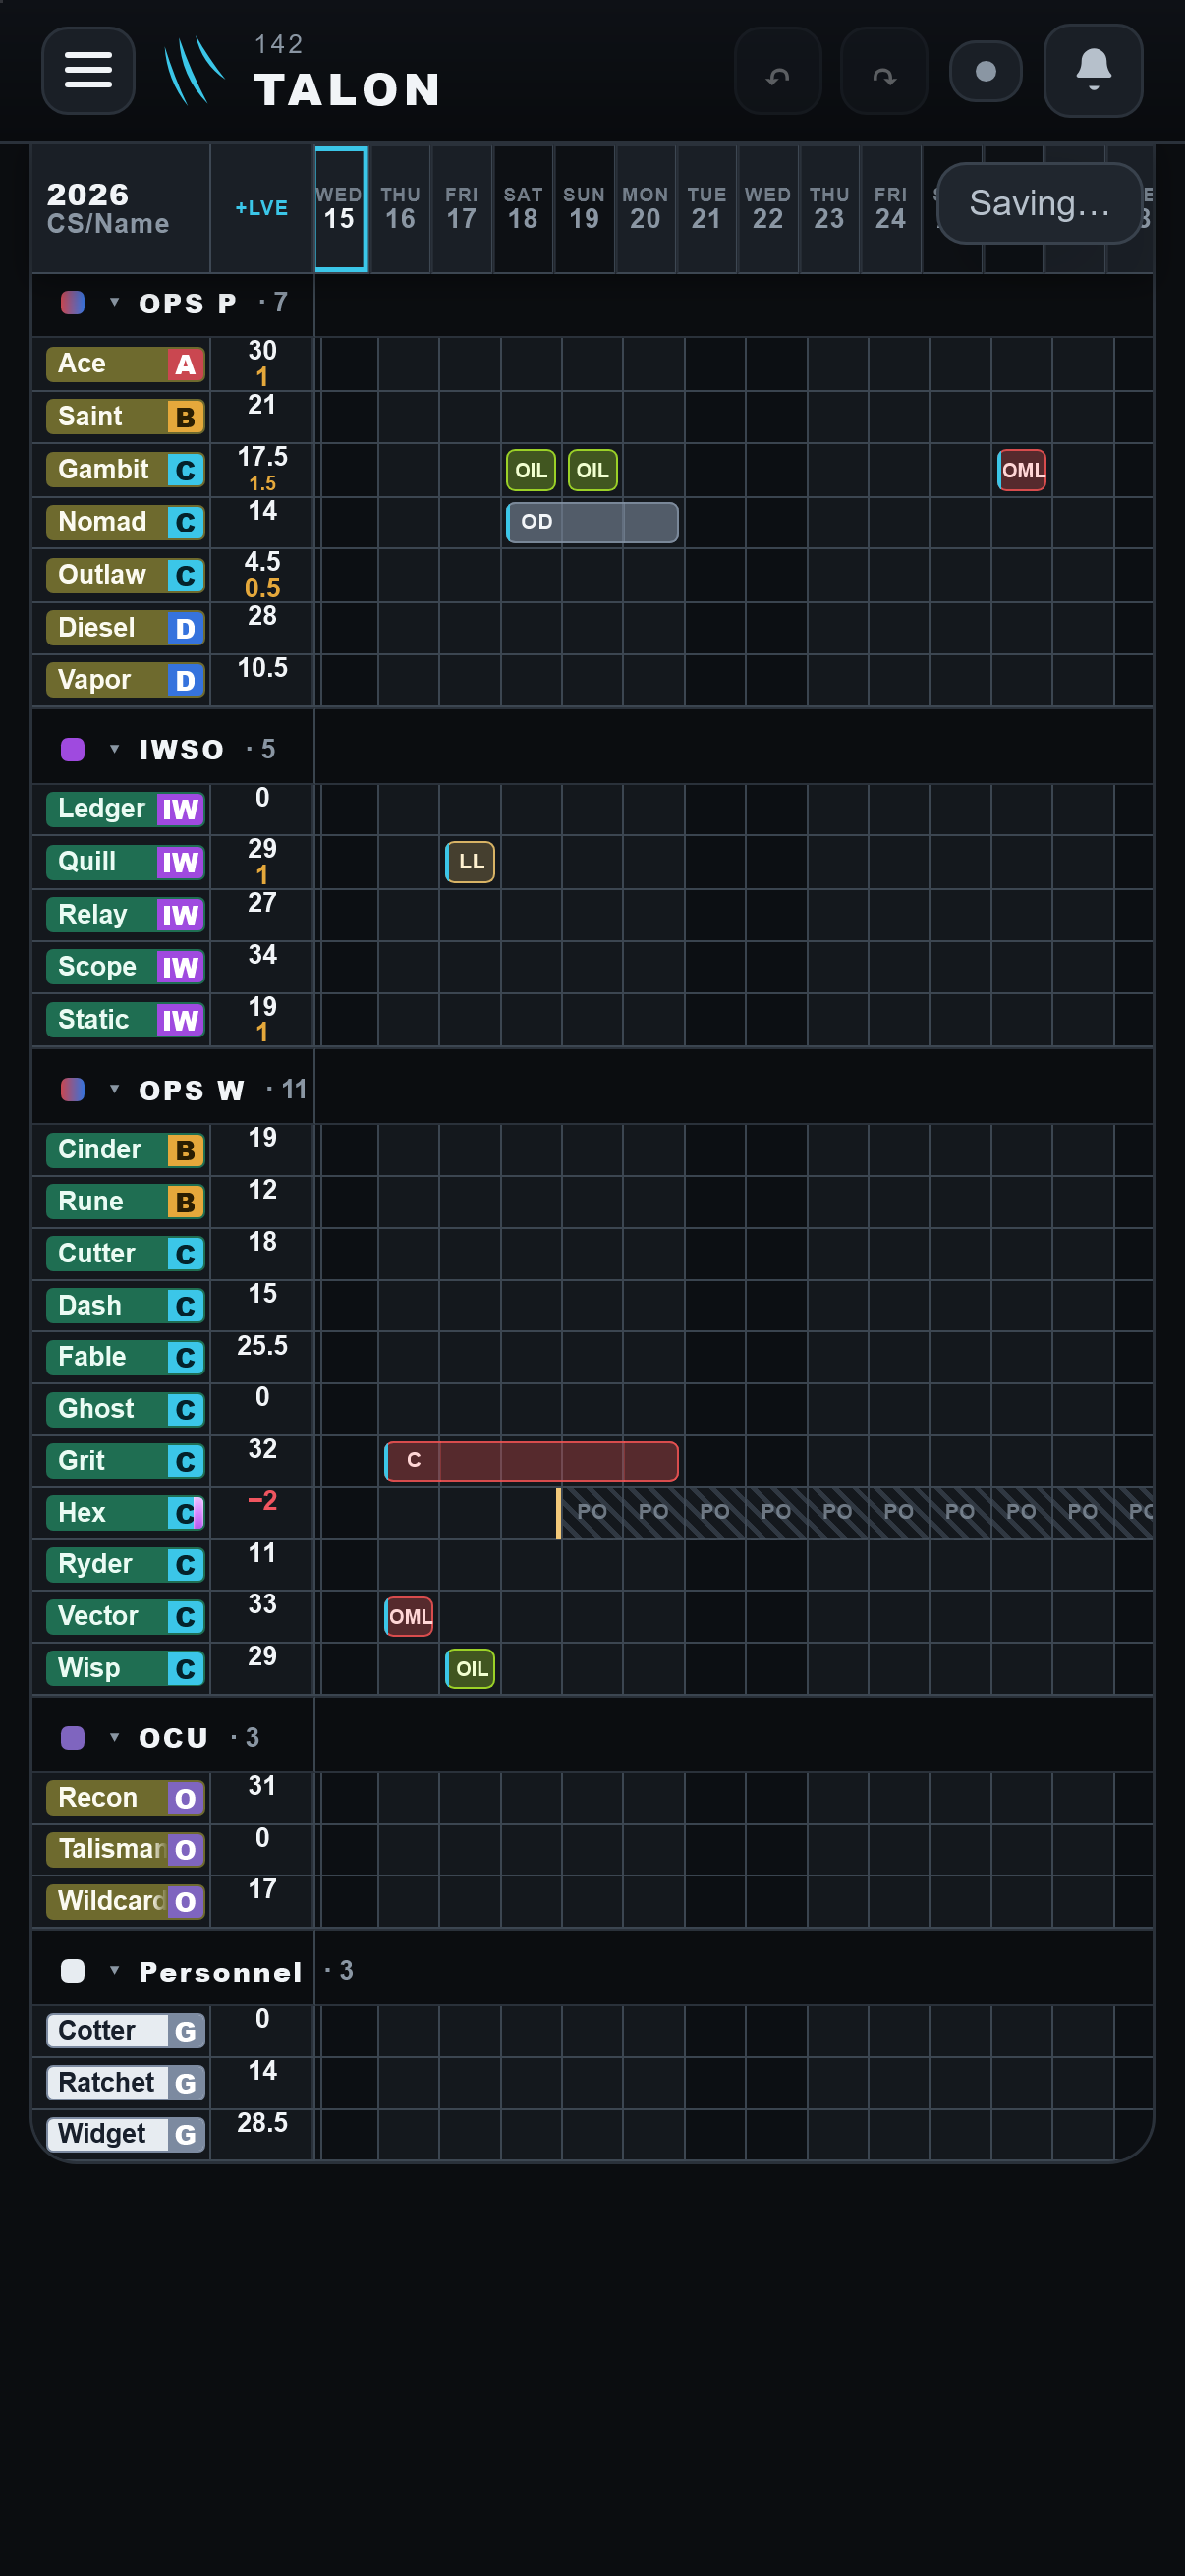 142
TALON
Saving…
2026
CS/Name
+LVE
WED 15
THU 16
FRI 17
SAT 18
SUN 19
MON 20
TUE 21
WED 22
THU 23
FRI 24
OPS P · 7
Ace A 30 1
Saint B 21
Gambit C 17.5 1.5 OIL OIL OML
Nomad C 14 OD
Outlaw C 4.5 0.5
Diesel D 28
Vapor D 10.5
IWSO · 5
Ledger IW 0
Quill IW 29 1 LL
Relay IW 27
Scope IW 34
Static IW 19 1
OPS W · 11
Cinder B 19
Rune B 12
Cutter C 18
Dash C 15
Fable C 25.5
Ghost C 0
Grit C 32 C
Hex C −2 PO PO PO PO PO PO PO PO PO PO
Ryder C 11
Vector C 33 OML
Wisp C 29 OIL
OCU · 3
Recon O 31
Talisman O 0
Wildcard O 17
Personnel · 3
Cotter G 0
Ratchet G 14
Widget G 28.5